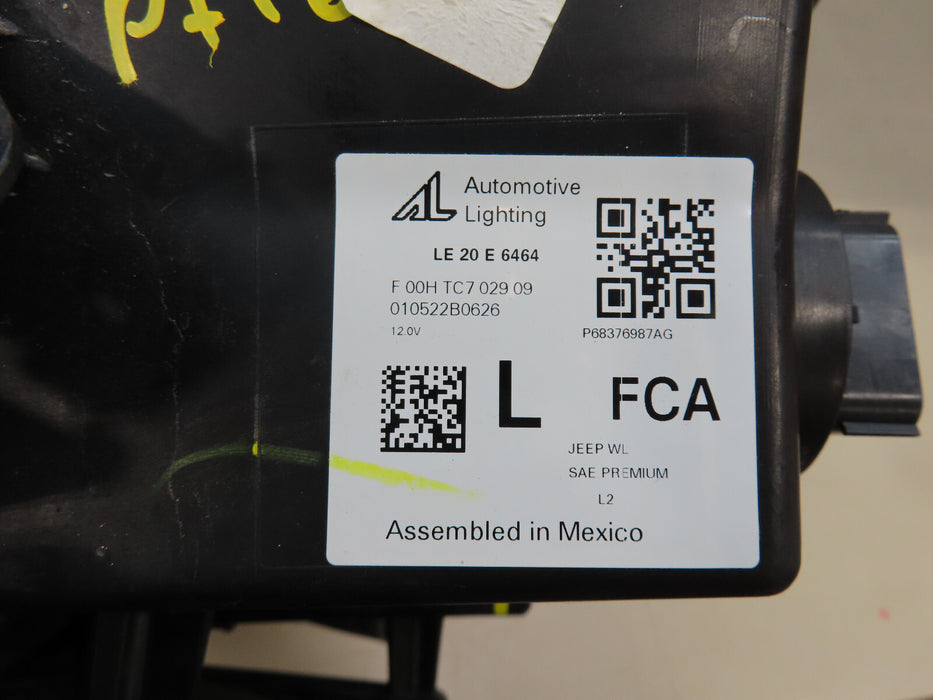 Automotive
Lighting
LE 20 E 6464
F 00H TC7 029 09
010522B0626
12.0V
P68376987AG
L
FCA
JEEP WL
SAE PREMIUM
L2
Assembled in Mexico